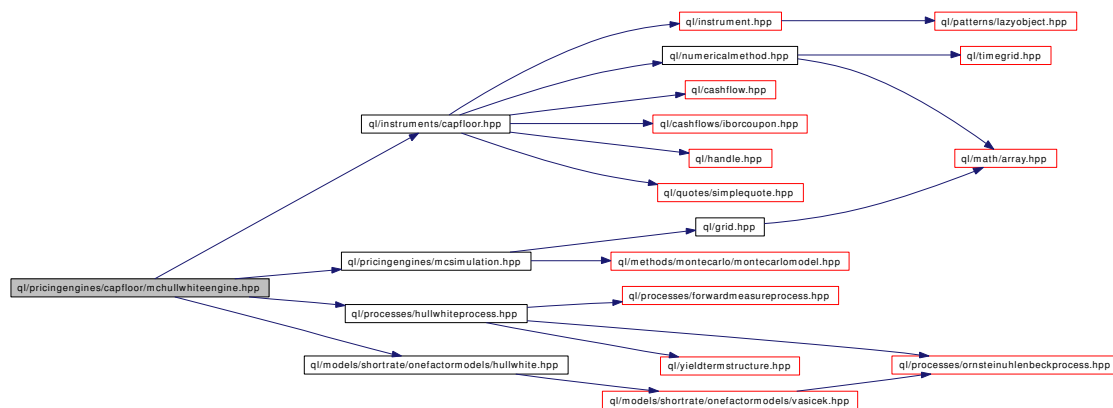 ql/instrument.hpp
ql/patterns/lazyobject.hpp
ql/numericalmethod.hpp
ql/timegrid.hpp
ql/cashflow.hpp
ql/instruments/capfloor.hpp
ql/cashflows/iborcoupon.hpp
ql/handle.hpp
ql/math/array.hpp
ql/quotes/simplequote.hpp
ql/grid.hpp
ql/pricingengines/mcsimulation.hpp
ql/methods/montecarlo/montecarlomodel.hpp
ql/pricingengines/capfloor/mchullwhiteengine.hpp
ql/processes/forwardmeasureprocess.hpp
ql/processes/hullwhiteprocess.hpp
ql/models/shortrate/onefactormodels/hullwhite.hpp
ql/yieldtermstructure.hpp
ql/processes/ornsteinuhlenbeckprocess.hpp
ql/models/shortrate/onefactormodels/vasicek.hpp